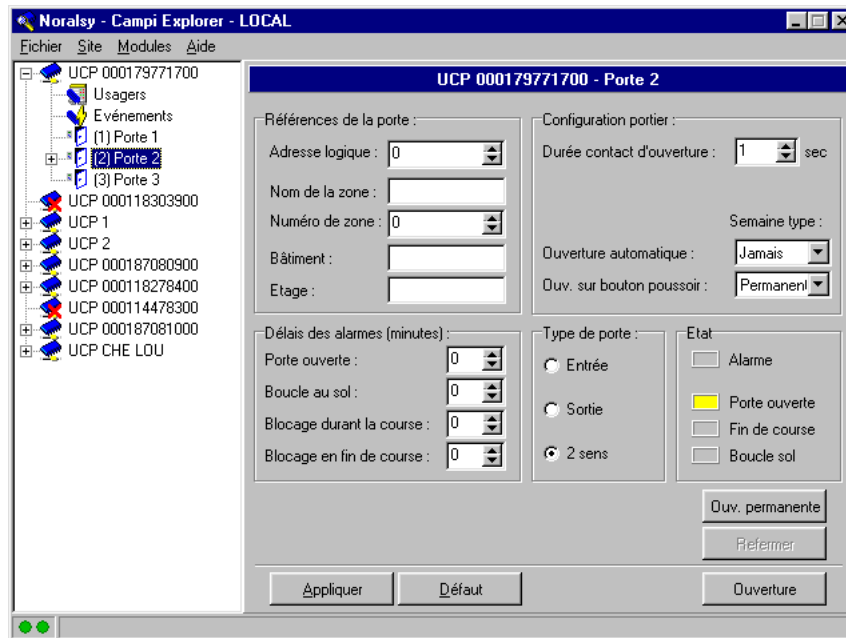 Noralsy - Campi Explorer - LOCAL
Fichier Site Modules Aide
UCP 000179771700
Usagers
Evénements
(1) Porte 1
(2) Porte 2
(3) Porte 3
UCP 000118303900
UCP 1
UCP 2
UCP 000187080900
UCP 000118278400
UCP 000114478300
UCP 000187081000
UCP CHE LOU
UCP 000179771700 - Porte 2
Références de la porte :
Adresse logique : 0
Nom de la zone :
Numéro de zone : 0
Bâtiment :
Etage :
Configuration portier :
Durée contact d'ouverture : 1 sec
Semaine type :
Ouverture automatique : Jamais
Ouv. sur bouton poussoir : Permanent
Délais des alarmes (minutes) :
Porte ouverte : 0
Boucle au sol : 0
Blocage durant la course : 0
Blocage en fin de course : 0
Type de porte :
Entrée
Sortie
2 sens
Etat
Alarme
Porte ouverte
Fin de course
Boucle sol
Ouv. permanente
Refermer
Appliquer Défaut Ouverture